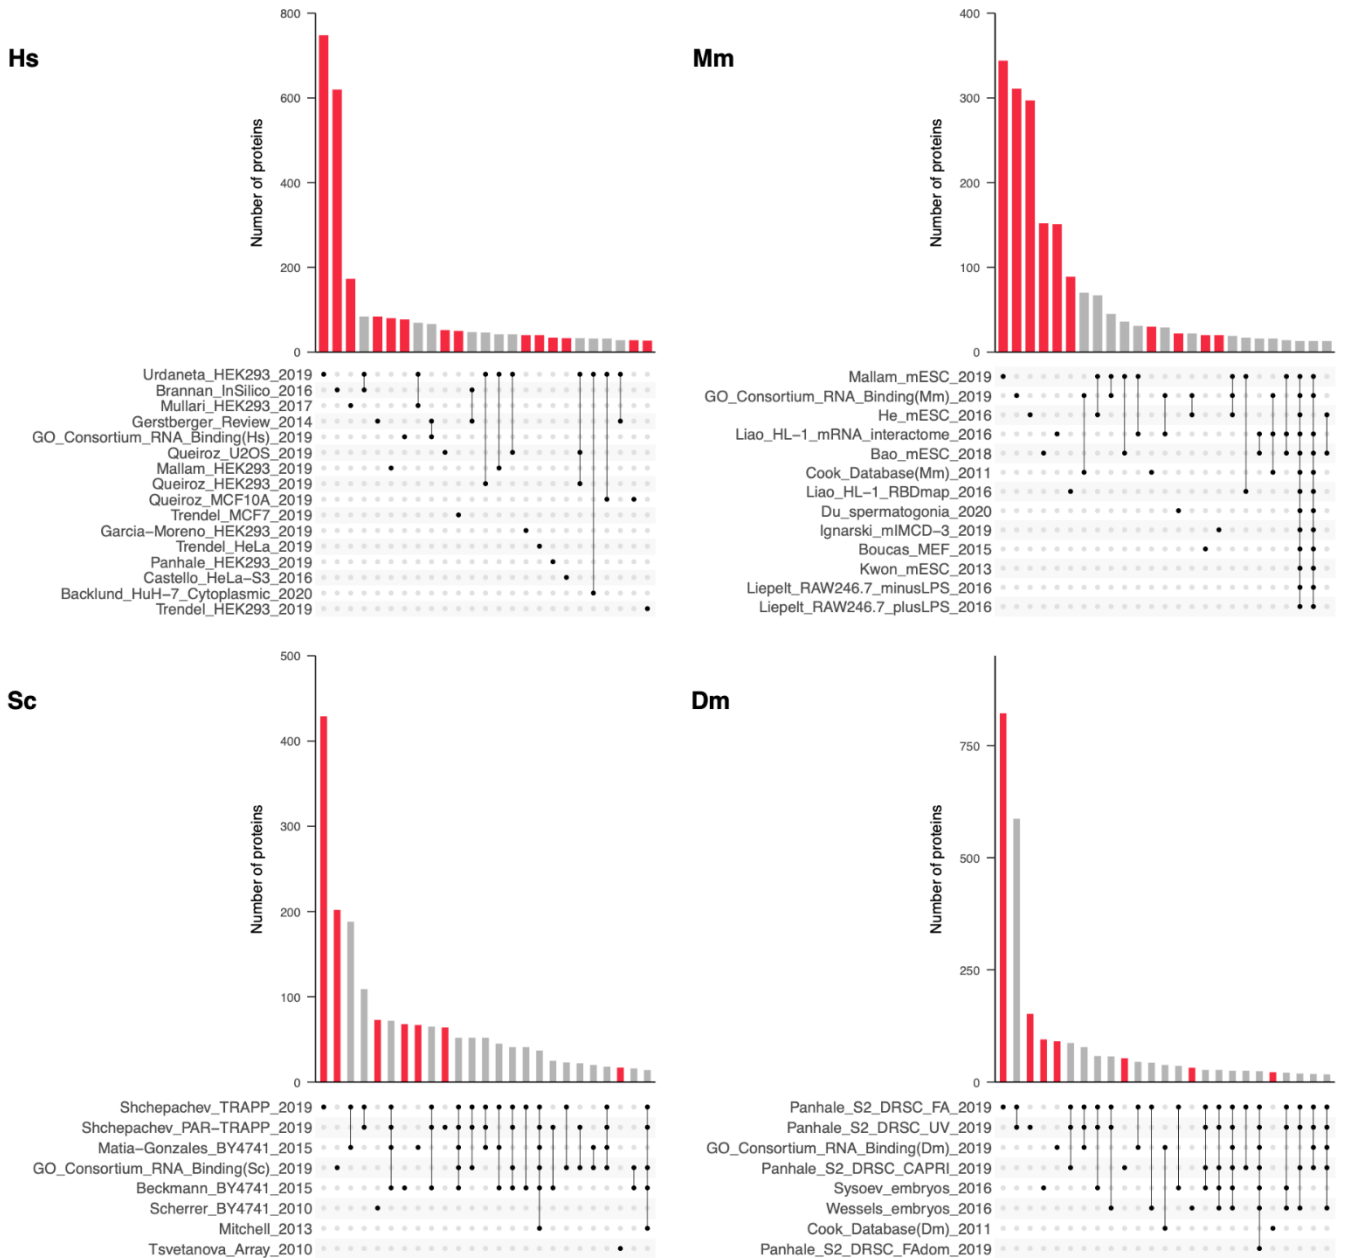 Hs
Number of proteins
800
600
400
200
0
Urdaneta_HEK293_2019
Brannan_InSilico_2016
Mullari_HEK293_2017
Gerstberger_Review_2014
GO_Consortium_RNA_Binding(Hs)_2019
Queiroz_U2OS_2019
Mallam_HEK293_2019
Queiroz_HEK293_2019
Queiroz_MCF10A_2019
Trendel_MCF7_2019
Garcia-Moreno_HEK293_2019
Trendel_HeLa_2019
Panhale_HEK293_2019
Castello_HeLa-S3_2016
Backlund_HuH-7_Cytoplasmic_2020
Trendel_HEK293_2019
Mm
Number of proteins
400
300
200
100
0
Mallam_mESC_2019
GO_Consortium_RNA_Binding(Mm)_2019
He_mESC_2016
Liao_HL-1_mRNA_interactome_2016
Bao_mESC_2018
Cook_Database(Mm)_2011
Liao_HL-1_RBDmap_2016
Du_spermatogonia_2020
Ignarski_mIMCD-3_2019
Boucas_MEF_2015
Kwon_mESC_2013
Liepelt_RAW246.7_minusLPS_2016
Liepelt_RAW246.7_plusLPS_2016
Sc
Number of proteins
500
400
300
200
100
0
Shchepachev_TRAPP_2019
Shchepachev_PAR-TRAPP_2019
Matia-Gonzales_BY4741_2015
GO_Consortium_RNA_Binding(Sc)_2019
Beckmann_BY4741_2015
Scherrer_BY4741_2010
Mitchell_2013
Tsvetanova_Array_2010
Dm
Number of proteins
750
500
250
0
Panhale_S2_DRSC_FA_2019
Panhale_S2_DRSC_UV_2019
GO_Consortium_RNA_Binding(Dm)_2019
Panhale_S2_DRSC_CAPRI_2019
Sysoev_embryos_2016
Wessels_embryos_2016
Cook_Database(Dm)_2011
Panhale_S2_DRSC_FAdom_2019